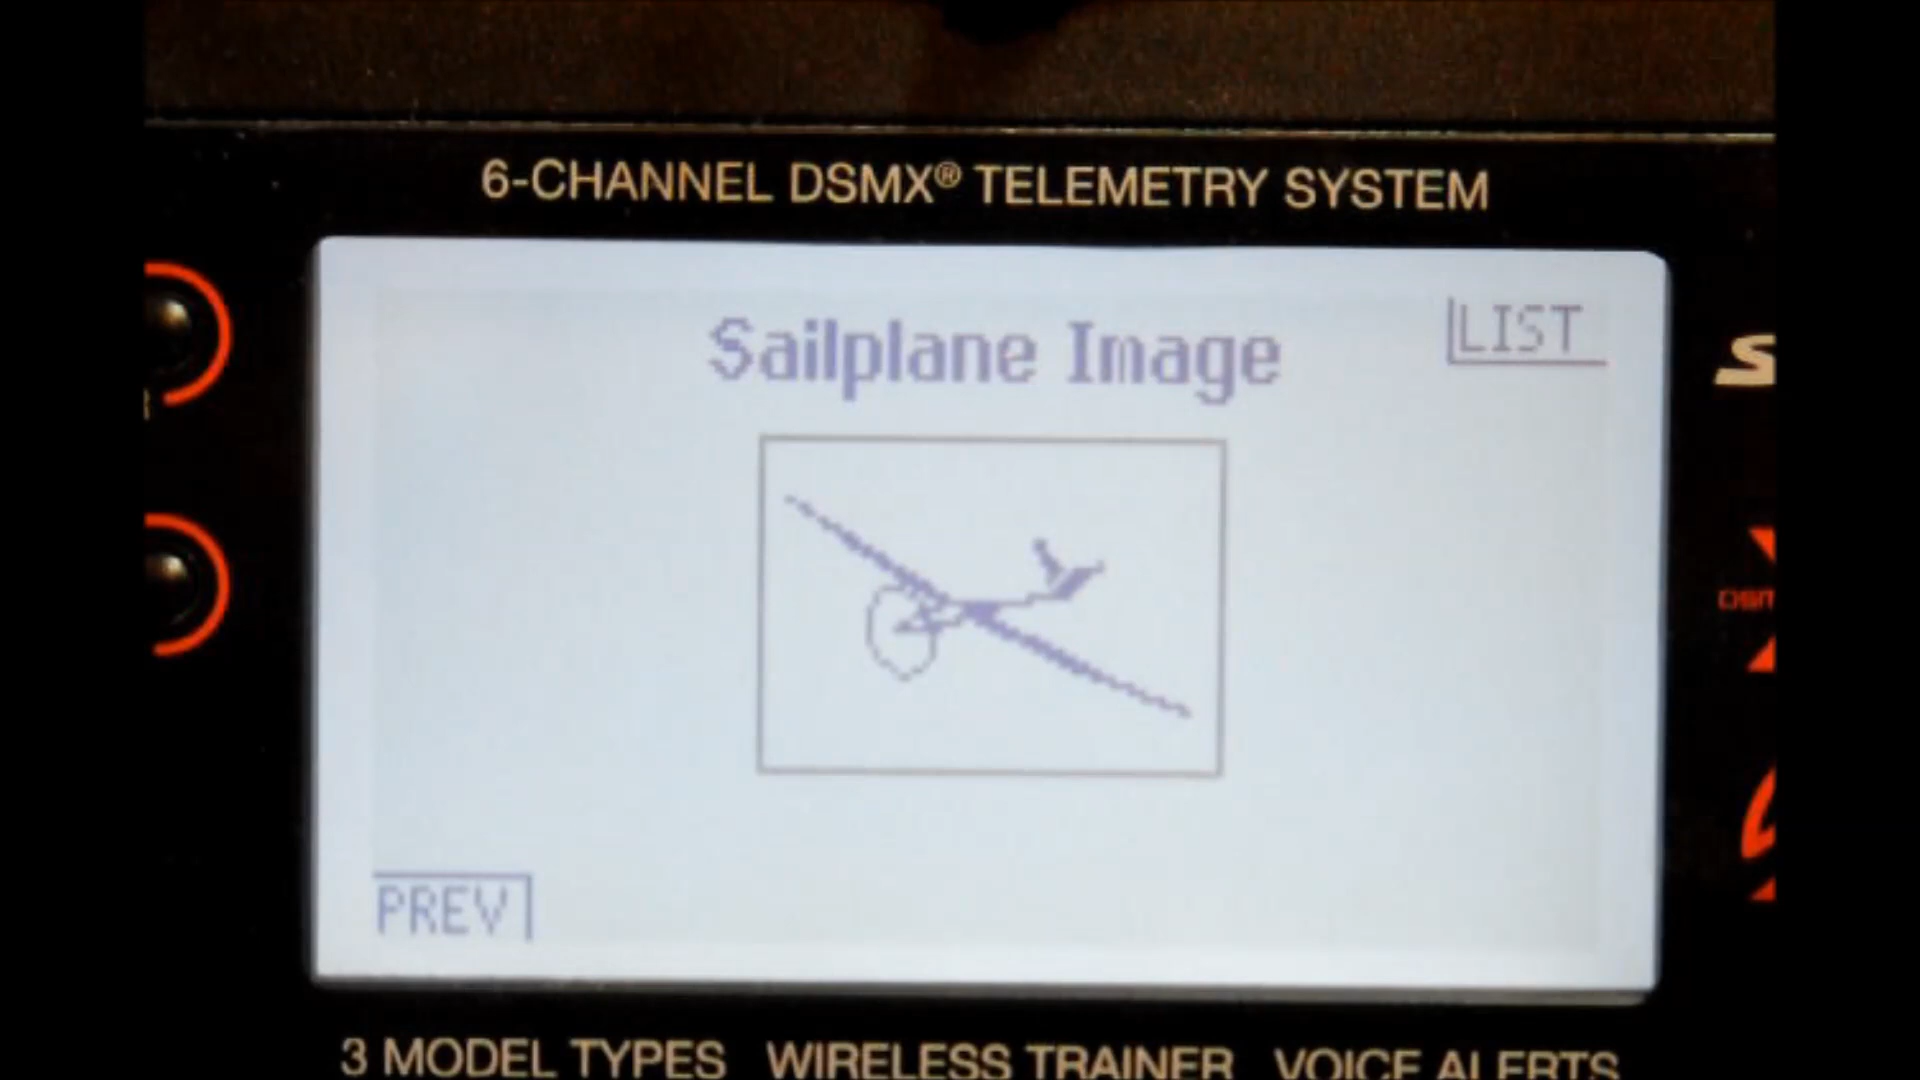 6-CHANNEL DSMX® TELEMETRY SYSTEM
Sailplane Image
LIST
PREV
3 MODEL TYPES WIRELESS TRAINER VOICE ALERTS